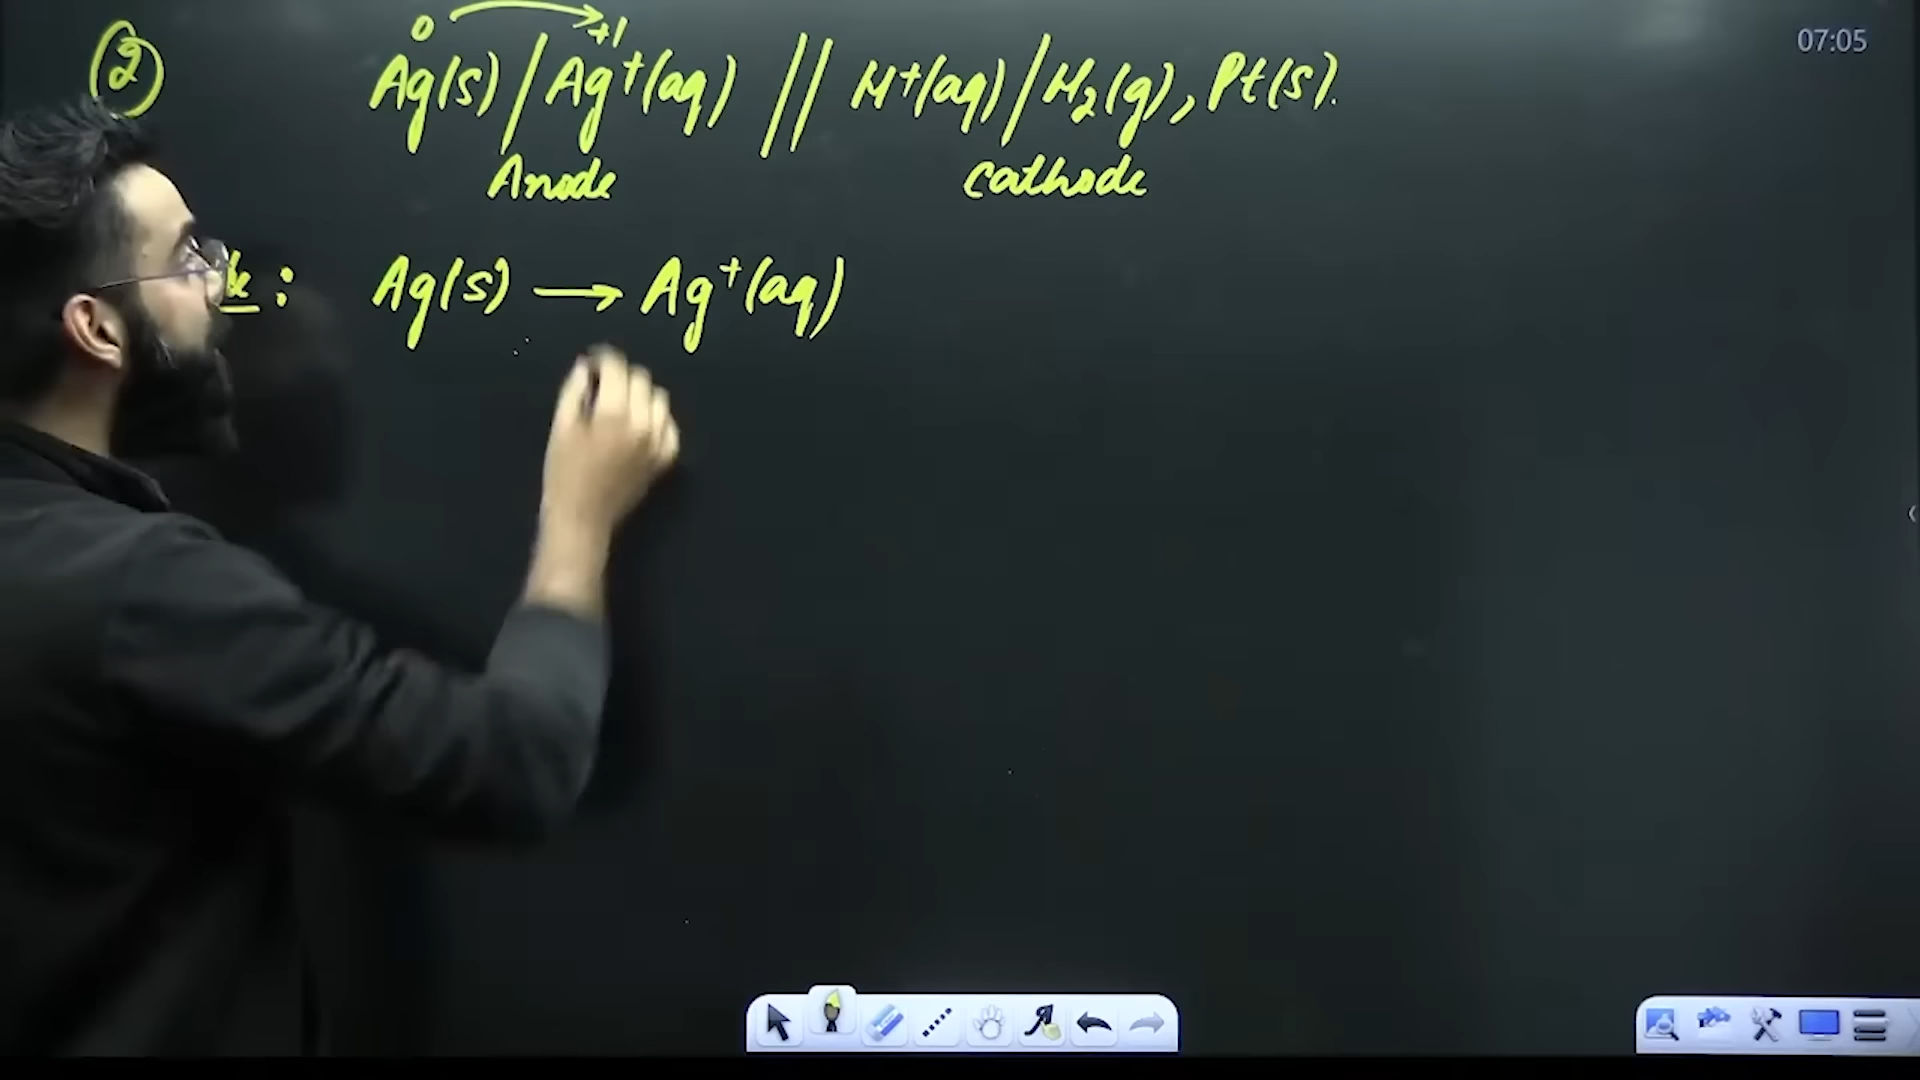 07:05
0 +1
② Ag(s) / Ag⁺(aq) // H⁺(aq) / H₂(g), Pt(s).
Anode cathode
: Ag(s) ⟶ Ag⁺(aq)